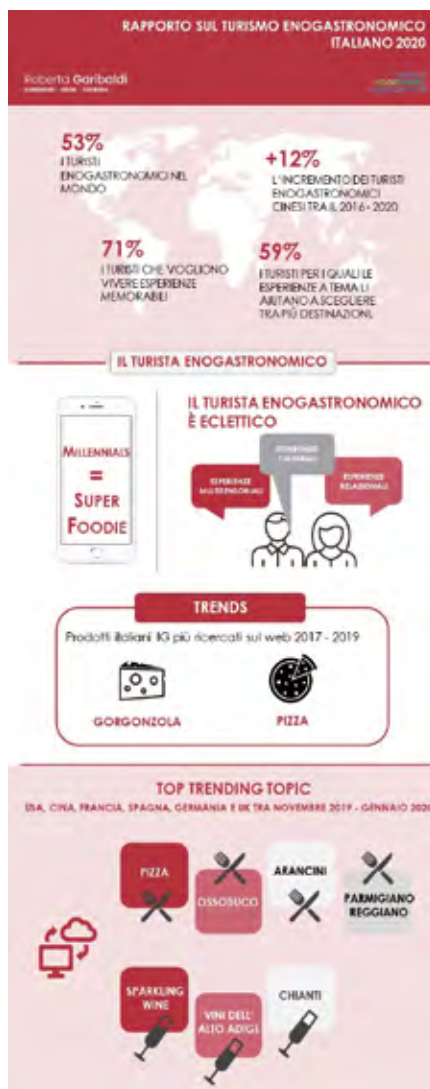 RAPPORTO SUL TURISMO ENOGASTRONOMICO
ITALIANO 2020
Roberta Garibaldi
53%
I TURISTI
ENOGASTRONOMICI NEL
MONDO
+12%
L'INCREMENTO DEI TURISTI
ENOGASTRONOMICI
CINESI TRA IL 2016 - 2020
71%
I TURISTI CHE VOGLIONO
VIVERE ESPERIENZE
MEMORABILI
59%
I TURISTI PER I QUALI LE
ESPERIENZE A TEMA LI
AIUTANO A SCEGLIERE
TRA PIÙ DESTINAZIONI.
IL TURISTA ENOGASTRONOMICO
MILLENNIALS
=
SUPER
FOODIE
IL TURISTA ENOGASTRONOMICO
È ECLETTICO
ESPERIENZE
MULTISENSORIALI
ESPERIENZE
CULTURALI
ESPERIENZE
RELAZIONALI
TRENDS
Prodotti italiani IG più ricercati sul web 2017 - 2019
GORGONZOLA
PIZZA
TOP TRENDING TOPIC
USA, CINA, FRANCIA, SPAGNA, GERMANIA E UK TRA NOVEMBRE 2019 - GENNAIO 2020
PIZZA
OSSOBUCO
ARANCINI
PARMIGIANO
REGGIANO
SPARKLING
WINE
VINI DELL'
ALTO ADIGE
CHIANTI